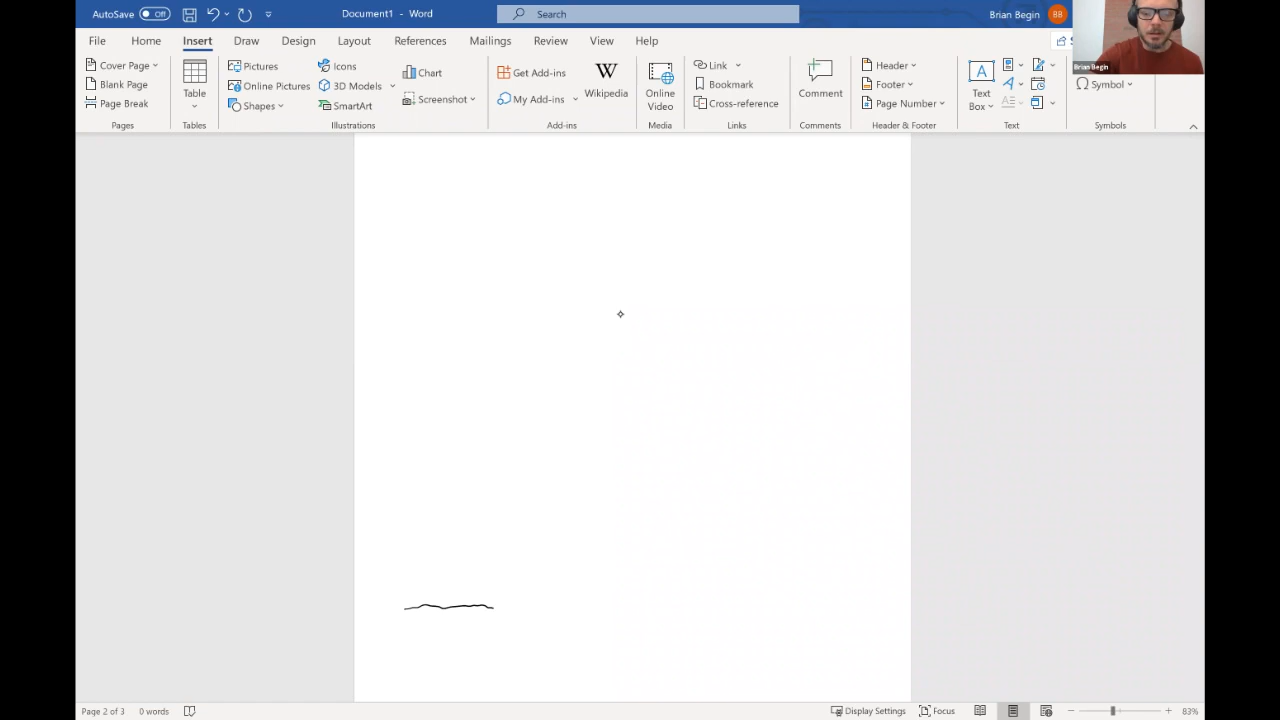 AutoSave Off Document1 - Word Search Brian Begin BB
File Home Insert Draw Design Layout References Mailings Review View Help
Cover Page Blank Page Page Break Pages
Table Tables
Pictures Online Pictures Shapes Icons 3D Models SmartArt Chart Screenshot Illustrations
Get Add-ins My Add-ins Wikipedia Add-ins
Online Video Media
Link Bookmark Cross-reference Links
Comment Comments
Header Footer Page Number Header & Footer
Text Box Text
Symbol Symbols
Brian Begin
Page 2 of 3 0 words Display Settings Focus 83%